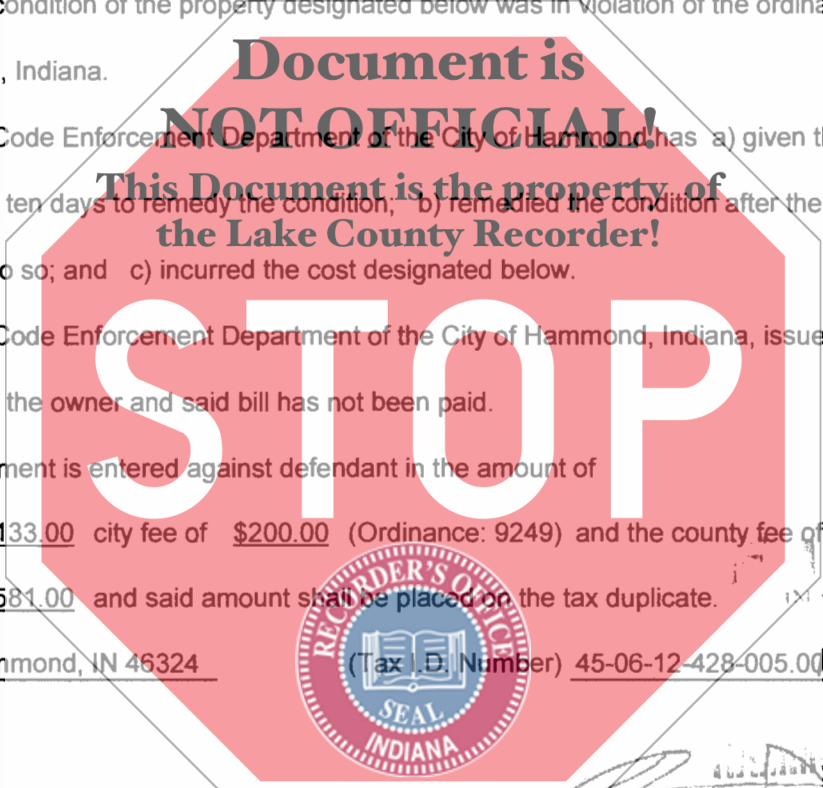 condition of the property designated below was in violation of the ordina
Document is
, Indiana.
NOT OFFICIAL!
Code Enforcement Department of the City of Hammond has a) given t
This Document is the property of
ten days to remedy the condition; b) remedied the condition after the
the Lake County Recorder!
o so; and c) incurred the cost designated below.
STOP
Code Enforcement Department of the City of Hammond, Indiana, issue
the owner and said bill has not been paid.
ment is entered against defendant in the amount of
133.00 city fee of $200.00 (Ordinance: 9249) and the county fee of
581.00 and said amount shall be placed on the tax duplicate.
RECORDER'S OFFICE
mmond, IN 46324 (Tax I.D. Number) 45-06-12-428-005.00
SEAL
INDIANA